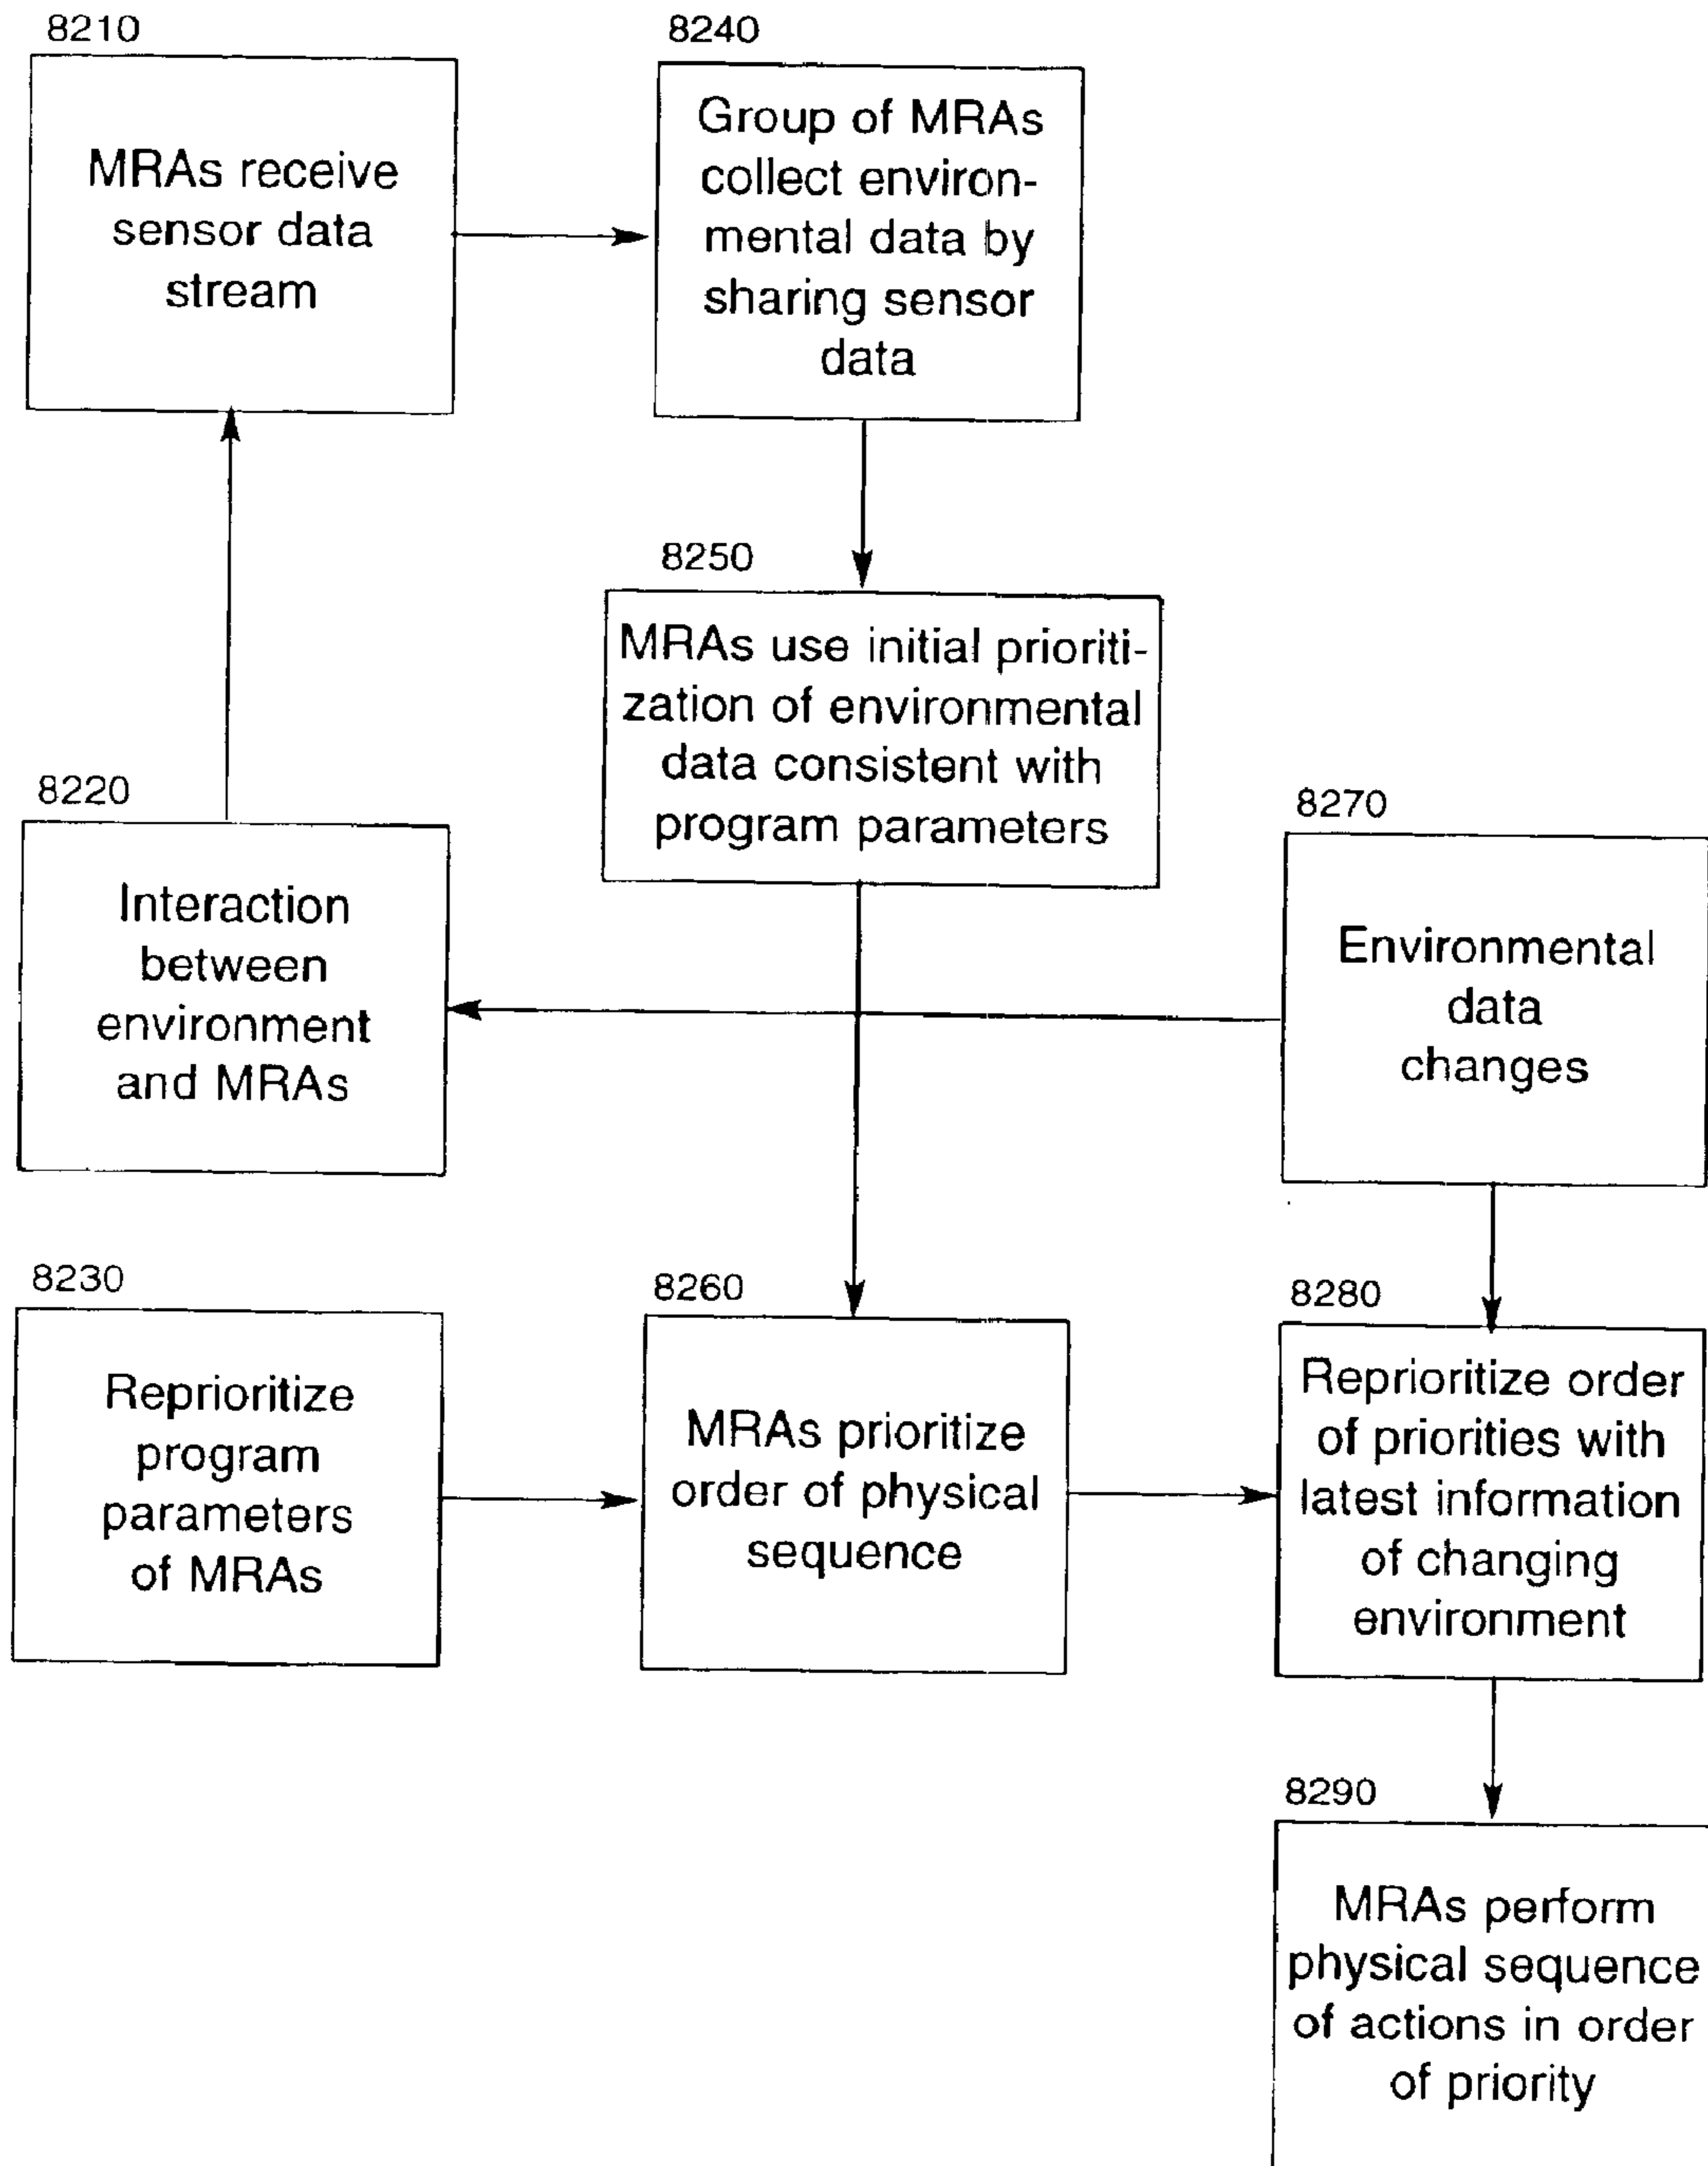 8210
MRAs receive
sensor data
stream
8240
Group of MRAs
collect environ-
mental data by
sharing sensor
data
8250
MRAs use initial prioriti-
zation of environmental
data consistent with
program parameters
8220
Interaction
between
environment
and MRAs
8270
Environmental
data
changes
8230
Reprioritize
program
parameters
of MRAs
8260
MRAs prioritize
order of physical
sequence
8280
Reprioritize order
of priorities with
latest information
of changing
environment
8290
MRAs perform
physical sequence
of actions in order
of priority